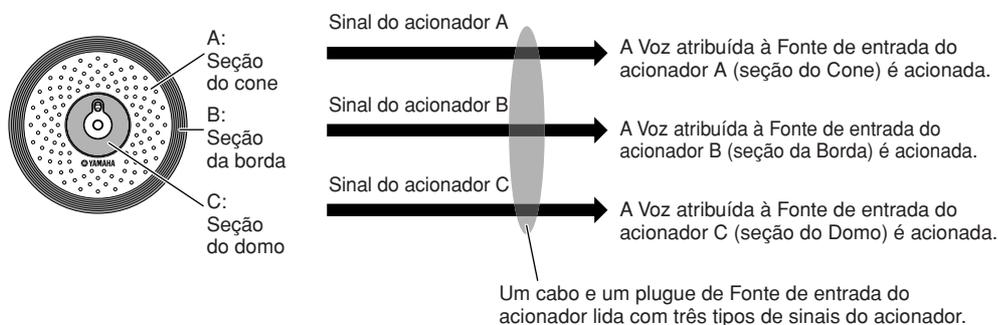 A:
Seção
do cone
B:
Seção
da borda
C:
Seção
do domo
YAMAHA
Sinal do acionador A
A Voz atribuída à Fonte de entrada do
acionador A (seção do Cone) é acionada.
Sinal do acionador B
A Voz atribuída à Fonte de entrada do
acionador B (seção da Borda) é acionada.
Sinal do acionador C
A Voz atribuída à Fonte de entrada do
acionador C (seção do Domo) é acionada.
Um cabo e um plugue de Fonte de entrada do
acionador lida com três tipos de sinais do acionador.